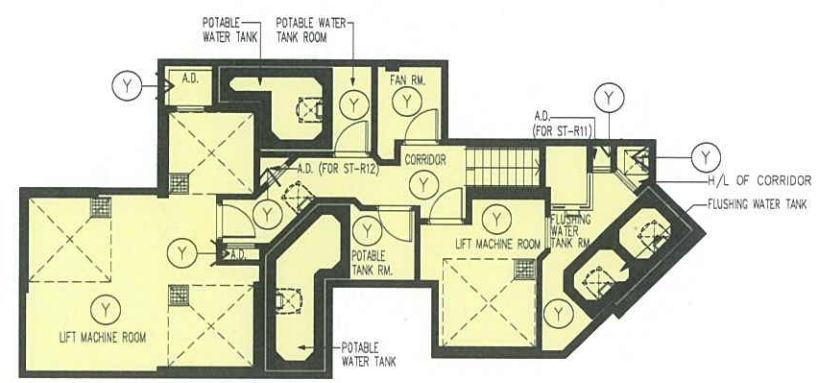 POTABLE
WATER TANK
POTABLE WATER
TANK ROOM
Y
A.D.
Y
FAN RM.
Y
Y
A.D.
(FOR ST-R11)
Y
H/L OF CORRIDOR
FLUSHING WATER TANK
A.D. (FOR ST-R12)
CORRIDOR
Y
Y
Y
POTABLE
TANK RM.
LIFT MACHINE ROOM
Y
FLUSHING
WATER
TANK RM.
Y
A.D.
Y
LIFT MACHINE ROOM
Y
POTABLE
WATER TANK